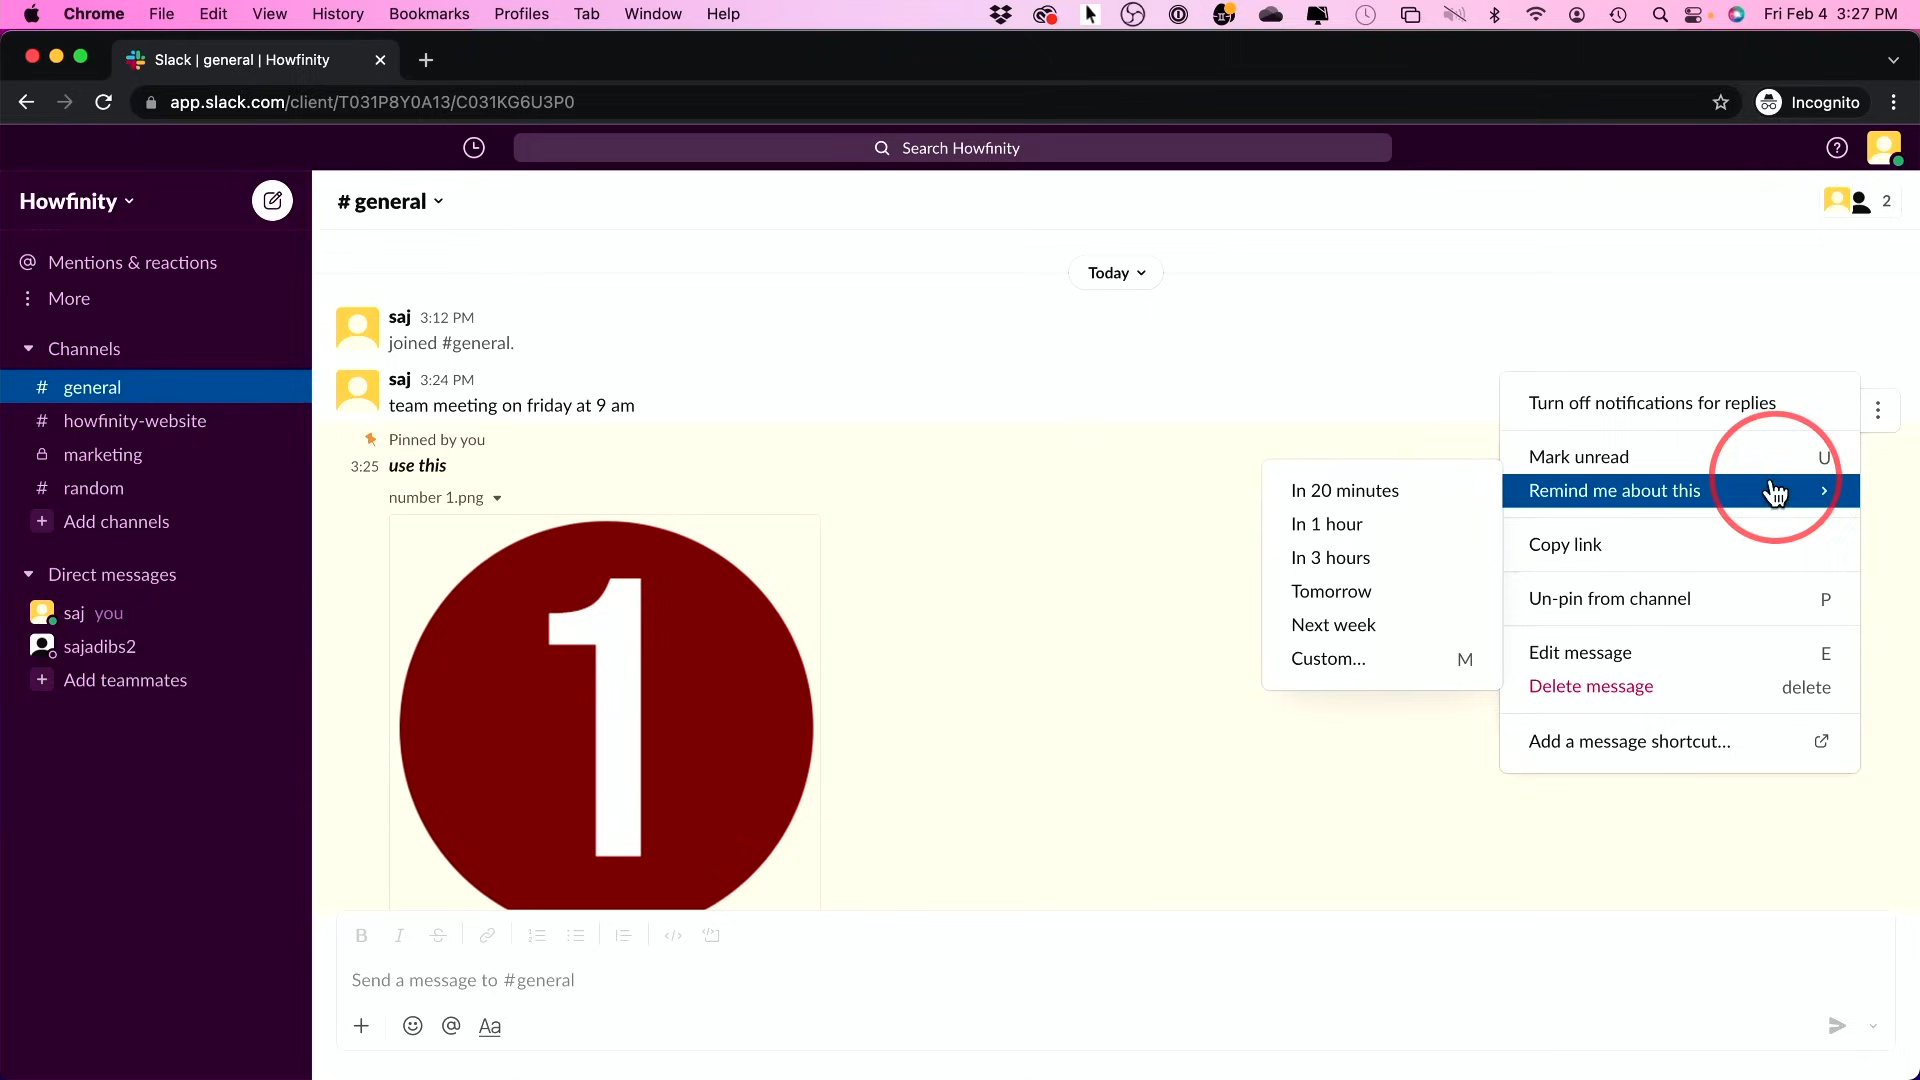 Chrome File Edit View History Bookmarks Profiles Tab Window Help Fri Feb 4 3:27 PM
Slack | general | Howfinity
app.slack.com/client/T031P8Y0A13/C031KG6U3P0 Incognito
Search Howfinity
Howfinity
# general 2
@ Mentions & reactions
More
Today
Channels
# general
# howfinity-website
marketing
# random
+ Add channels
Direct messages
saj you
sajadibs2
+ Add teammates
saj 3:12 PM
joined #general.
saj 3:24 PM
team meeting on friday at 9 am
Pinned by you
3:25 use this
number 1.png
1
Turn off notifications for replies
Mark unread U
Remind me about this
Copy link
Un-pin from channel P
Edit message E
Delete message delete
Add a message shortcut...
In 20 minutes
In 1 hour
In 3 hours
Tomorrow
Next week
Custom... M
B I S
Send a message to #general
+ @ Aa